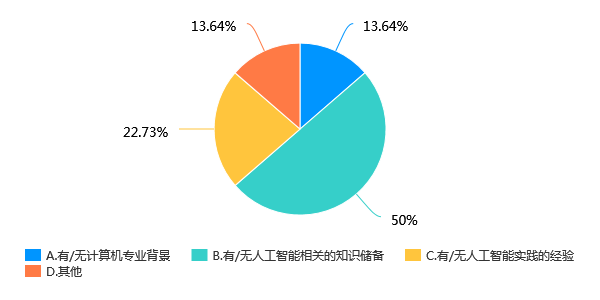 13.64%
13.64%
22.73%
50%
A.有/无计算机专业背景
B.有/无人工智能相关的知识储备
C.有/无人工智能实践的经验
D.其他